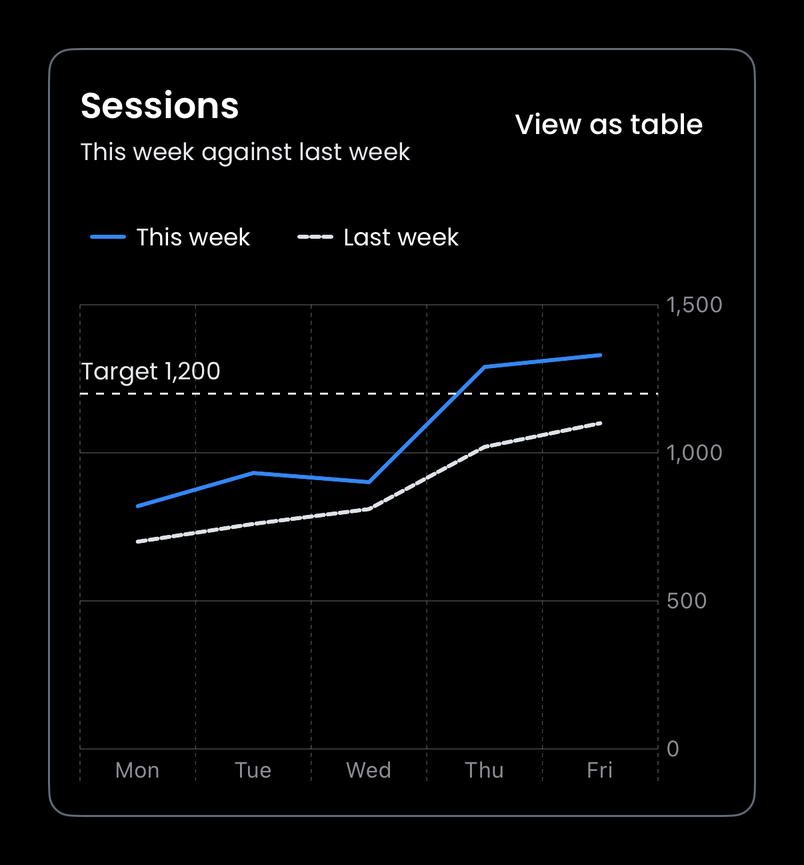 Sessions
This week against last week
View as table
This week
Last week
1,500
Target 1,200
1,000
500
0
Mon Tue Wed Thu Fri